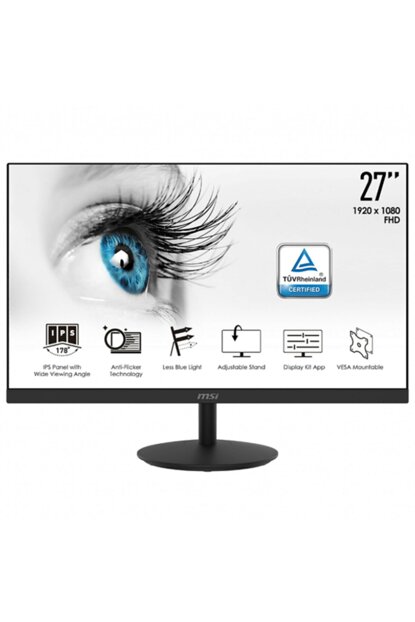 27”
1920 x 1080
FHD
TÜVRheinland
CERTIFIED
IPS
178°
IPS Panel with
Wide Viewing Angle
Anti-Flicker
Technology
Less Blue Light
Adjustable Stand
Display Kit App
VESA Mountable
msi